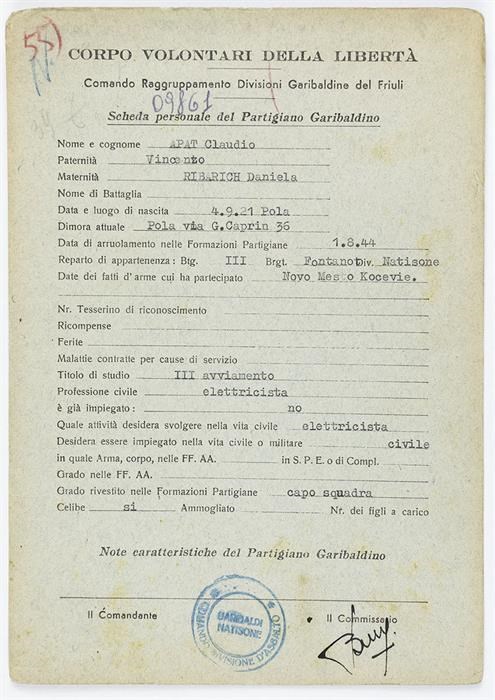 55)
CORPO VOLONTARI DELLA LIBERTÀ
Comando Raggruppamento Divisioni Garibaldine del Friuli
09861
Scheda personale del Partigiano Garibaldino
Nome e cognome APAT Claudio
Paternità Vincento
Maternità RIBARICH Daniela
Nome di Battaglia
Data e luogo di nascita 4.9.21 Pola
Dimora attuale Pola via G.Caprin 36
Data di arruolamento nelle Formazioni Partigiane 1.8.44
Reparto di appartenenza: Btg. III Brgt. Fontanot Div. Natisone
Date dei fatti d'arme cui ha partecipato Novo Mesto Kocevie.
Nr. Tesserino di riconoscimento
Ricompense
Ferite
Malattie contratte per cause di servizio
Titolo di studio III avviamento
Professione civile elettricista
è già impiegato: no
Quale attività desidera svolgere nella vita civile elettricista
Desidera essere impiegato nella vita civile o militare civile
in quale Arma, corpo, nelle FF. AA. in S. P. E. o di Compl.
Grado nelle FF. AA.
Grado rivestito nelle Formazioni Partigiane capo squadra
Celibe si Ammogliato Nr. dei figli a carico
Note caratteristiche del Partigiano Garibaldino
Il Comandante Il Commissario
COMANDO DIVISIONE D'ASSALTO
GARIBALDI
NATISONE